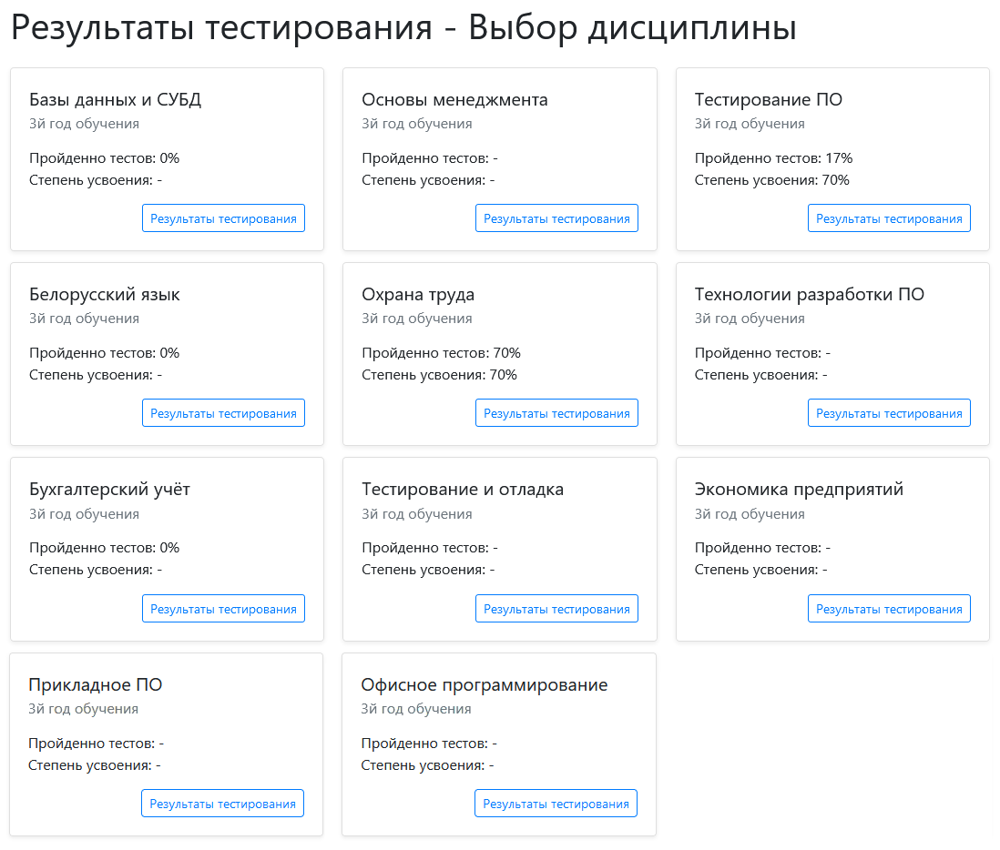 Результаты тестирования - Выбор дисциплины
Базы данных и СУБД
3й год обучения
Пройденно тестов: 0%
Степень усвоения: -
Результаты тестирования
Основы менеджмента
3й год обучения
Пройденно тестов: -
Степень усвоения: -
Результаты тестирования
Тестирование ПО
3й год обучения
Пройденно тестов: 17%
Степень усвоения: 70%
Результаты тестирования
Белорусский язык
3й год обучения
Пройденно тестов: 0%
Степень усвоения: -
Результаты тестирования
Охрана труда
3й год обучения
Пройденно тестов: 70%
Степень усвоения: 70%
Результаты тестирования
Технологии разработки ПО
3й год обучения
Пройденно тестов: -
Степень усвоения: -
Результаты тестирования
Бухгалтерский учёт
3й год обучения
Пройденно тестов: 0%
Степень усвоения: -
Результаты тестирования
Тестирование и отладка
3й год обучения
Пройденно тестов: -
Степень усвоения: -
Результаты тестирования
Экономика предприятий
3й год обучения
Пройденно тестов: -
Степень усвоения: -
Результаты тестирования
Прикладное ПО
3й год обучения
Пройденно тестов: -
Степень усвоения: -
Результаты тестирования
Офисное программирование
3й год обучения
Пройденно тестов: -
Степень усвоения: -
Результаты тестирования